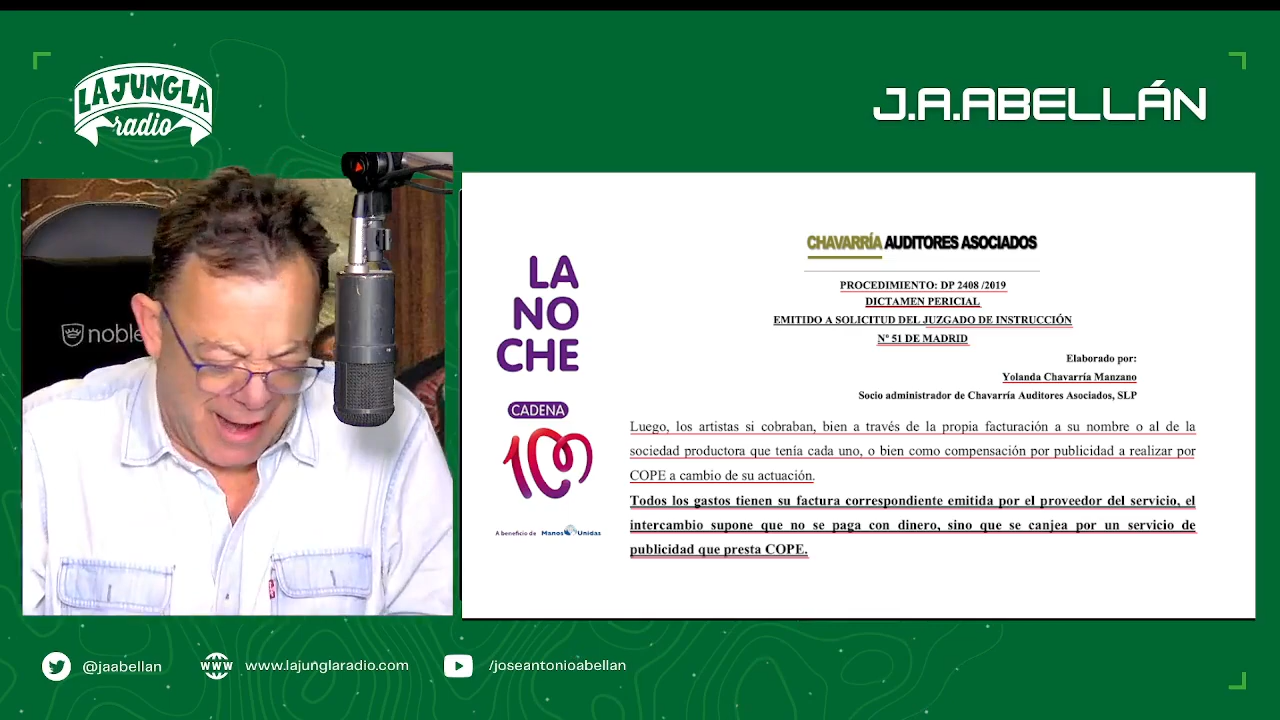 LA JUNGLA
radio
J.A.ABELLÁN
noble
LA
NO
CHE
CADENA
100
A beneficio de Manos Unidas
CHAVARRÍA AUDITORES ASOCIADOS
PROCEDIMIENTO: DP 2408 /2019
DICTAMEN PERICIAL
EMITIDO A SOLICITUD DEL JUZGADO DE INSTRUCCIÓN
Nº 51 DE MADRID
Elaborado por:
Yolanda Chavarría Manzano
Socio administrador de Chavarría Auditores Asociados, SLP
Luego, los artistas si cobraban, bien a través de la propia facturación a su nombre o al de la
sociedad productora que tenía cada uno, o bien como compensación por publicidad a realizar por
COPE a cambio de su actuación.
Todos los gastos tienen su factura correspondiente emitida por el proveedor del servicio, el
intercambio supone que no se paga con dinero, sino que se canjea por un servicio de
publicidad que presta COPE.
@jaabellan
www
www.lajunglaradio.com
/joseantonioabellan